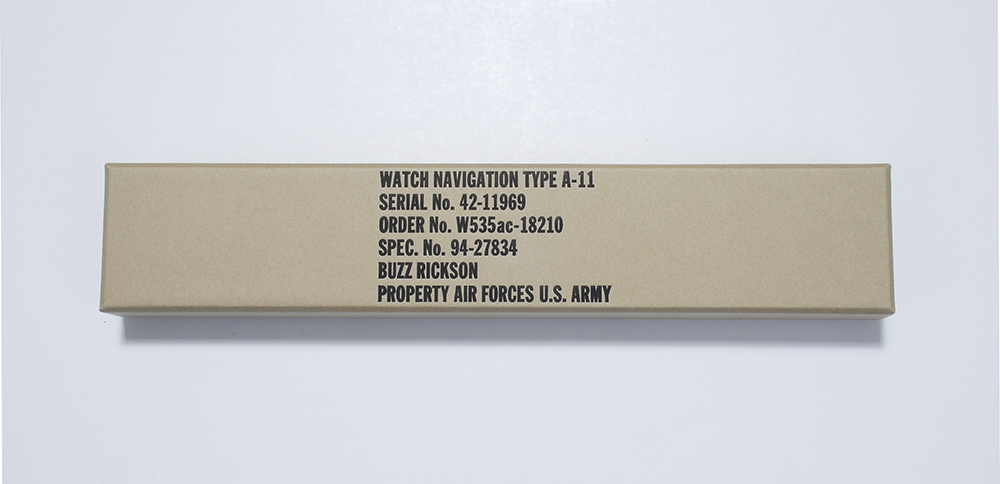 WATCH NAVIGATION TYPE A-11
SERIAL No. 42-11969
ORDER No. W535ac-18210
SPEC. No. 94-27834
BUZZ RICKSON
PROPERTY AIR FORCES U.S. ARMY